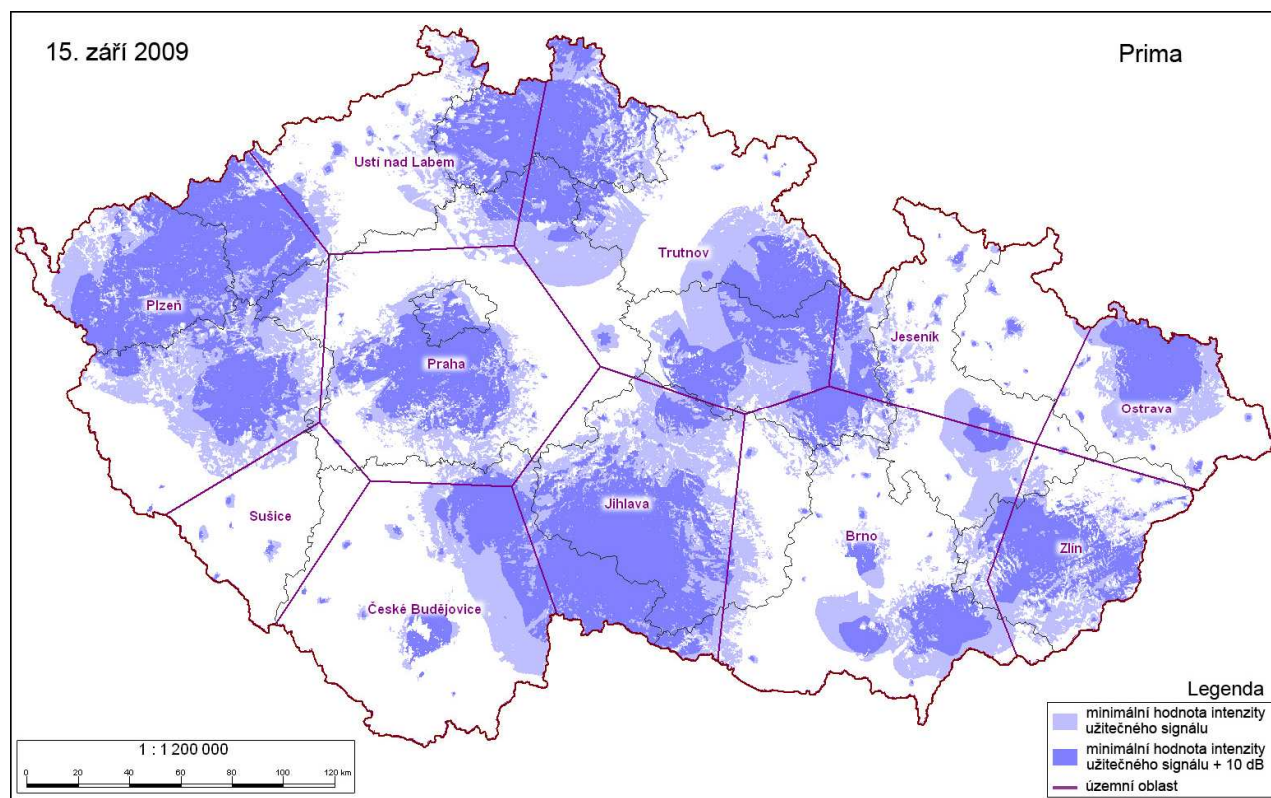 15. září 2009
Prima
Ustí nad Labem
Trutnov
Plzeň
Jeseník
Praha
Ostrava
Sušice
Jihlava
Brno
Zlín
České Budějovice
Legenda
minimální hodnota intenzity
užitečného signálu
minimální hodnota intenzity
užitečného signálu + 10 dB
územní oblast
1 : 1 200 000
0 20 40 60 80 100 120 km